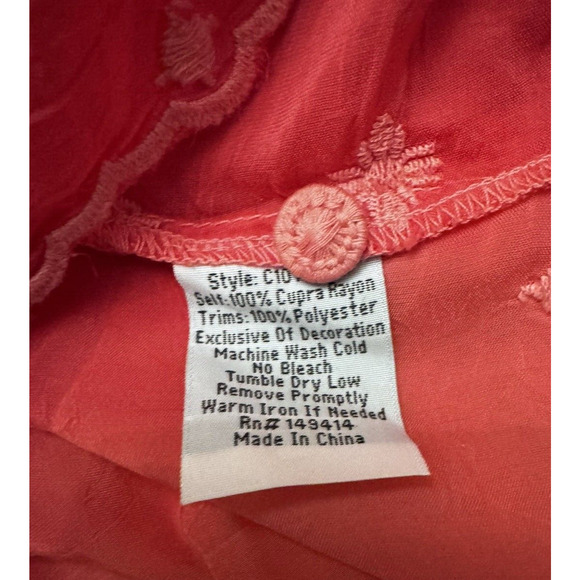 Style: C10
Self:100% Cupra Rayon
Trims:100% Polyester
Exclusive Of Decoration
Machine Wash Cold
No Bleach
Tumble Dry Low
Remove Promptly
Warm Iron If Needed
Rn# 149414
Made In China